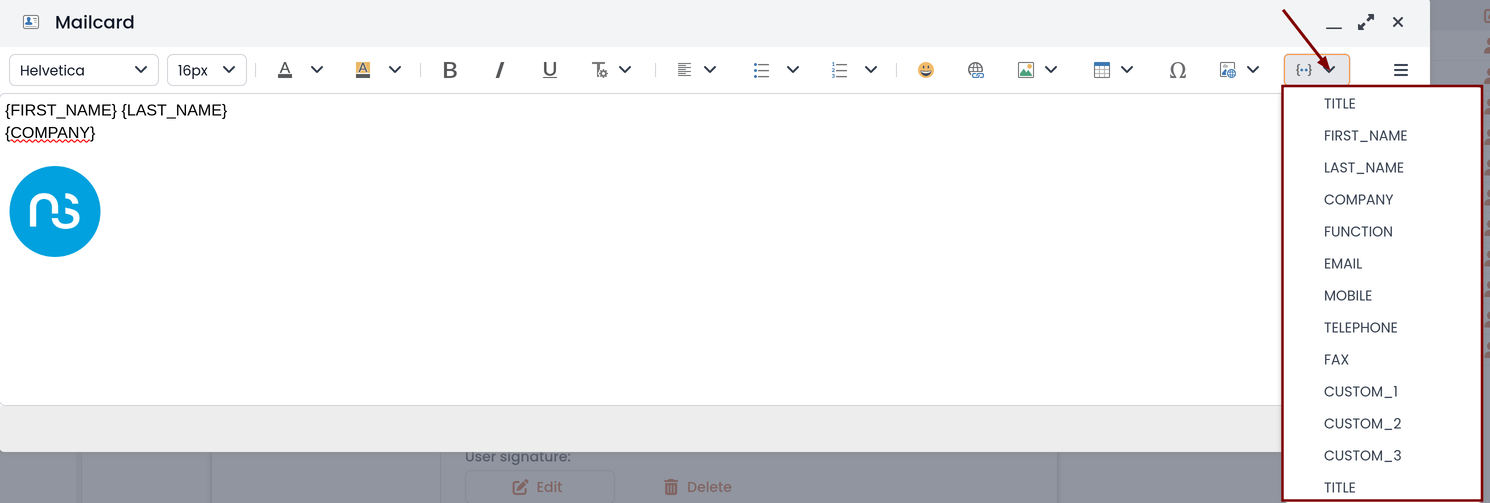 Mailcard
Helvetica 16px A A B I U T Ω {··}
{FIRST_NAME} {LAST_NAME}
{COMPANY}
ns
TITLE
FIRST_NAME
LAST_NAME
COMPANY
FUNCTION
EMAIL
MOBILE
TELEPHONE
FAX
CUSTOM_1
CUSTOM_2
CUSTOM_3
TITLE
User signature:
Edit Delete